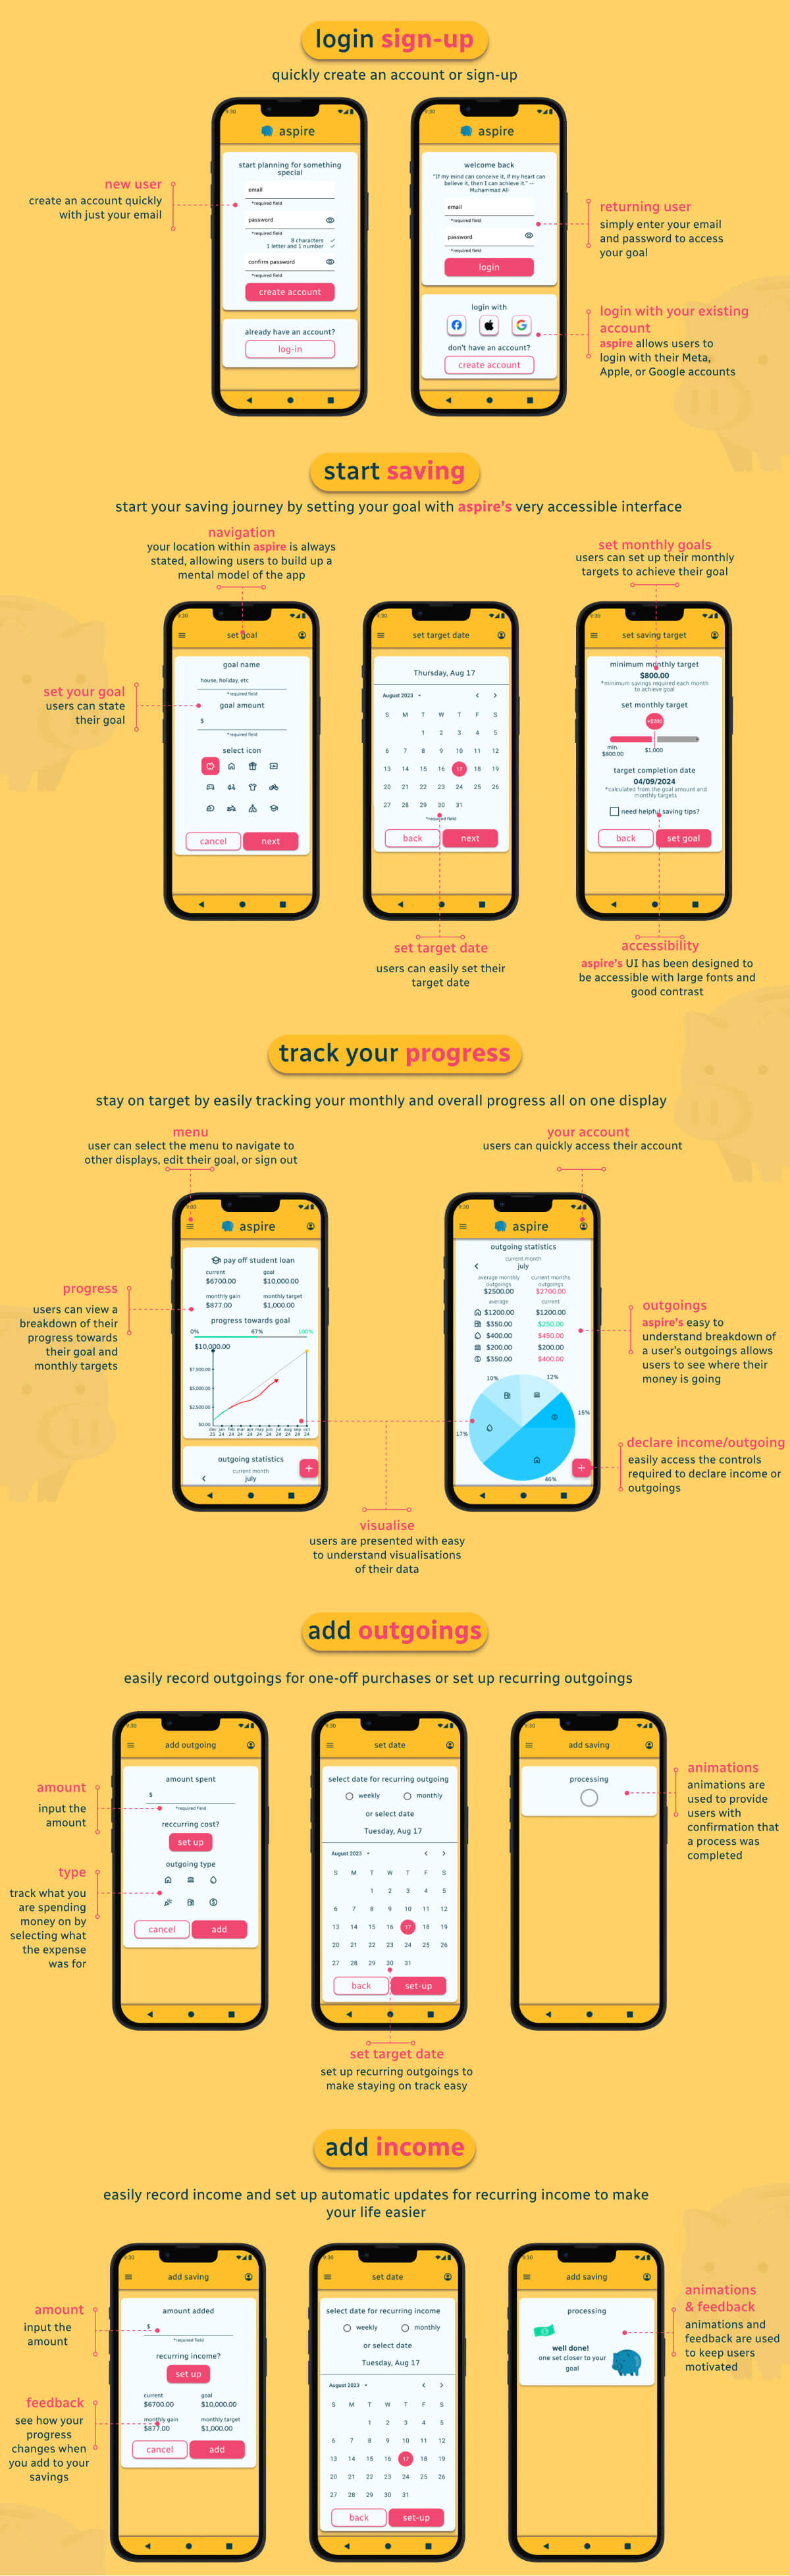 login sign-up
quickly create an account or sign-up
9:30
aspire
start planning for something
special
email
*required field
password
*required field
8 characters
1 letter and 1 number
confirm password
*required field
create account
already have an account?
log-in
new user
create an account quickly
with just your email
9:30
aspire
welcome back
"If my mind can conceive it, if my heart can
believe it, then I can achieve it." —
Muhammad Ali
email
*required field
password
*required field
login
login with
don't have an account?
create account
returning user
simply enter your email
and password to access
your goal
login with your existing
account
aspire allows users to
login with their Meta,
Apple, or Google accounts
start saving
start your saving journey by setting your goal with aspire's very accessible interface
navigation
your location within aspire is always
stated, allowing users to build up a
mental model of the app
set monthly goals
users can set up their monthly
targets to achieve their goal
set your goal
users can state
their goal
9:30
set goal
goal name
house, holiday, etc
*required field
goal amount
$
*required field
select icon
cancel
next
9:30
set target date
Thursday, Aug 17
August 2023
S M T W T F S
1 2 3 4 5
6 7 8 9 10 11 12
13 14 15 16 17 18 19
20 21 22 23 24 25 26
27 28 29 30 31
*required field
back
next
9:30
set saving target
minimum monthly target
$800.00
*minimum savings required each month
to achieve goal
set monthly target
+$200
min.
$800.00
$1,000
target completion date
04/09/2024
*calculated from the goal amount and
monthly targets
need helpful saving tips?
back
set goal
set target date
users can easily set their
target date
accessibility
aspire's UI has been designed to
be accessible with large fonts and
good contrast
track your progress
stay on target by easily tracking your monthly and overall progress all on one display
menu
user can select the menu to navigate to
other displays, edit their goal, or sign out
your account
users can quickly access their account
progress
users can view a
breakdown of their
progress towards
their goal and
monthly targets
9:30
aspire
pay off student loan
current goal
$6700.00 $10,000.00
monthly gain monthly target
$877.00 $1,000.00
progress towards goal
0% 67% 100%
$10,000.00
$7,500.00
$5,000.00
$2,500.00
$0.00
dec jan feb mar apr may jun jul aug sep oct
23 24 24 24 24 24 24 24 24 24 24
outgoing statistics
current month
july
+
9:30
aspire
outgoing statistics
current month
july
average monthly current months
outgoings outgoings
$2500.00 $2700.00
average current
$1200.00 $1200.00
$350.00 $250.00
$400.00 $450.00
$200.00 $200.00
$350.00 $400.00
10% 12%
15%
17%
46%
+
outgoings
aspire's easy to
understand breakdown of
a user's outgoings allows
users to see where their
money is going
declare income/outgoing
easily access the controls
required to declare income or
outgoings
visualise
users are presented with easy
to understand visualisations
of their data
add outgoings
easily record outgoings for one-off purchases or set up recurring outgoings
amount
input the
amount
type
track what you
are spending
money on by
selecting what
the expense
was for
9:30
add outgoing
amount spent
$
*required field
reccurring cost?
set up
outgoing type
cancel
add
9:30
set date
select date for recurring outgoing
weekly monthly
or select date
Tuesday, Aug 17
August 2023
S M T W T F S
1 2 3 4 5
6 7 8 9 10 11 12
13 14 15 16 17 18 19
20 21 22 23 24 25 26
27 28 29 30 31
back
set-up
9:30
add saving
processing
animations
animations are
used to provide
users with
confirmation that
a process was
completed
set target date
set up recurring outgoings to
make staying on track easy
add income
easily record income and set up automatic updates for recurring income to make
your life easier
amount
input the
amount
feedback
see how your
progress
changes when
you add to your
savings
9:30
add saving
amount added
$
*required field
recurring income?
set up
current goal
$6700.00 $10,000.00
monthly gain monthly target
$877.00 $1,000.00
cancel
add
9:30
set date
select date for recurring income
weekly monthly
or select date
Tuesday, Aug 17
August 2023
S M T W T F S
1 2 3 4 5
6 7 8 9 10 11 12
13 14 15 16 17 18 19
20 21 22 23 24 25 26
27 28 29 30 31
back
set-up
9:30
add saving
processing
well done!
one set closer to your
goal
animations
& feedback
animations and
feedback are used
to keep users
motivated